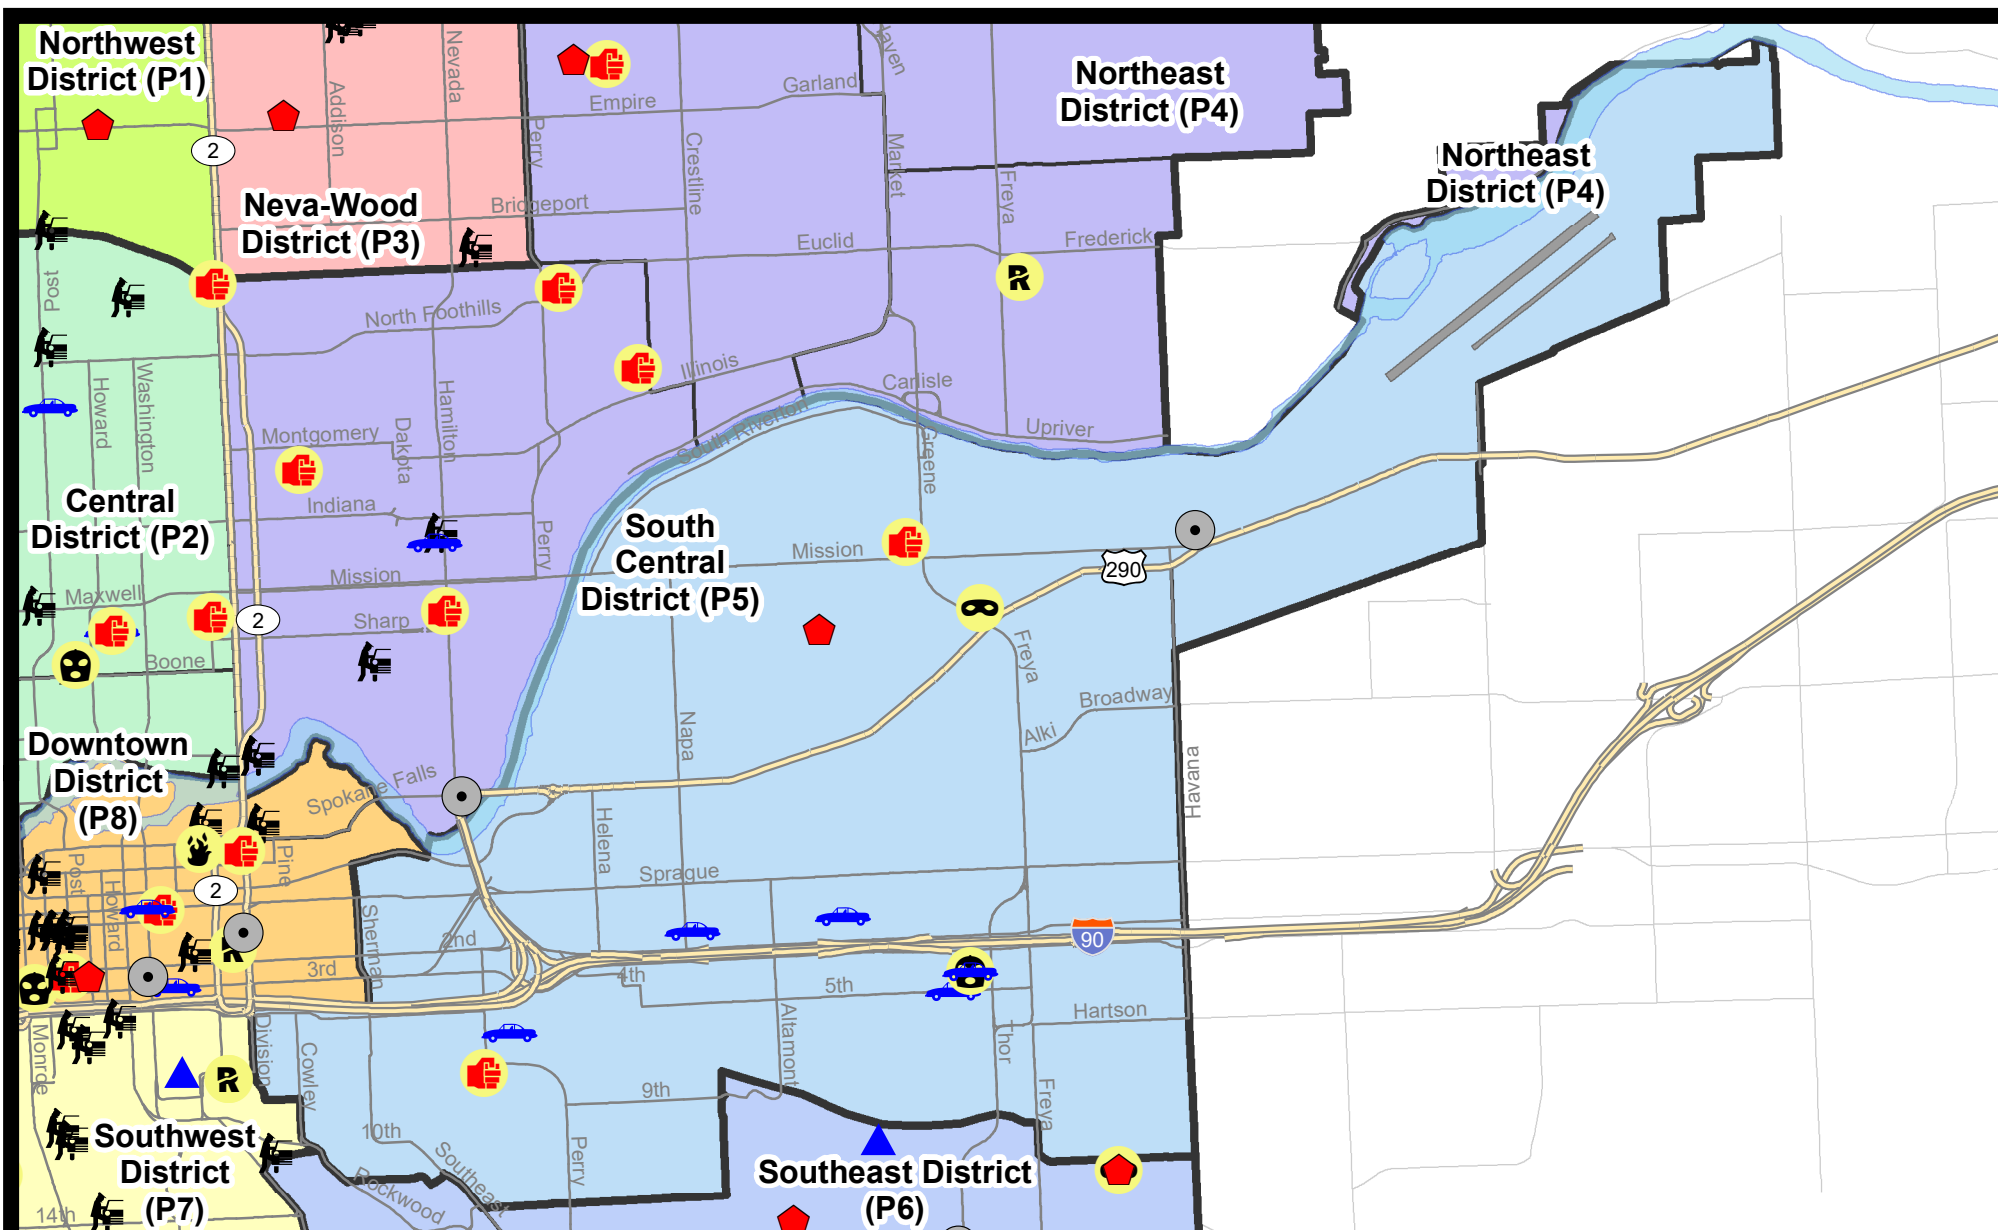 Northwest
District (P1)
Nevada
Addison
Haven
Garland
Empire
Northeast
District (P4)
Perry
Crestline
Market
2
Post
Neva-Wood
District (P3)
Bridgeport
Freya
Northeast
District (P4)
Euclid
Frederick
North Foothills
Illinois
Carlisle
Howard
Washington
Hamilton
Dakota
Montgomery
South Riverton
Upriver
Greene
Central
District (P2)
Indiana
Perry
South
Central
District (P5)
Mission
290
Mission
Maxwell
2
Sharp
Boone
Freya
Broadway
Alki
Napa
Havana
Downtown
District
(P8)
Spokane Falls
Helena
Pine
Post
Howard
2
Sprague
Sherman
2nd
3rd
4th
5th
90
Hartson
Altamont
Thor
Freya
Monroe
Division
Cowley
9th
10th
Southeast
Perry
Rockwood
Southwest
District
(P7)
14th
Southeast District
(P6)
R
R
R